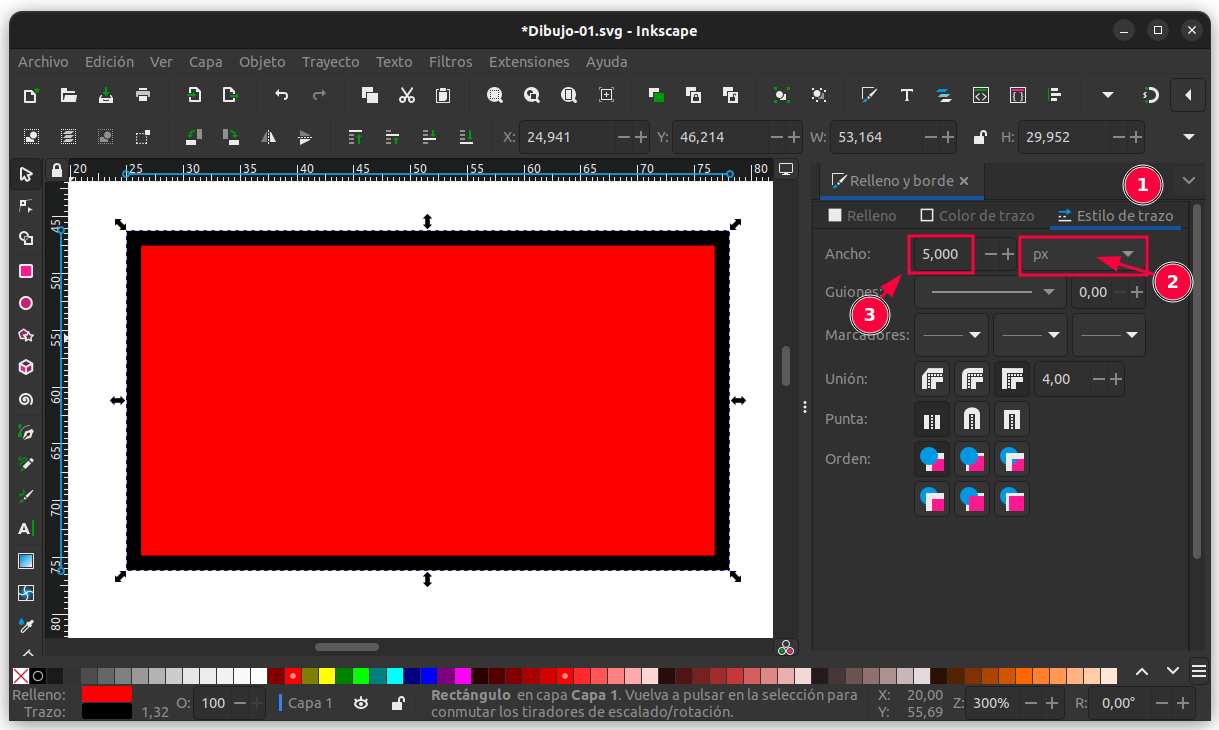 *Dibujo-01.svg - Inkscape
Archivo Edición Ver Capa Objeto Trayecto Texto Filtros Extensiones Ayuda
X: 24,941 Y: 46,214 W: 53,164 H: 29,952
20 25 30 35 40 45 50 55 60 65 70 75 80
Relleno y borde
1
Relleno Color de trazo Estilo de trazo
Ancho: 5,000 px
2
Guiones: 0,00
3
Marcadores:
Unión: 4,00
Punta:
Orden:
45
50
55
60
65
70
75
80
A
Relleno:
Trazo: 1,32
O: 100
Capa 1
Rectángulo en capa Capa 1. Vuelva a pulsar en la selección para
conmutar los tiradores de escalado/rotación.
X: 20,00
Y: 55,69
Z: 300%
R: 0,00°